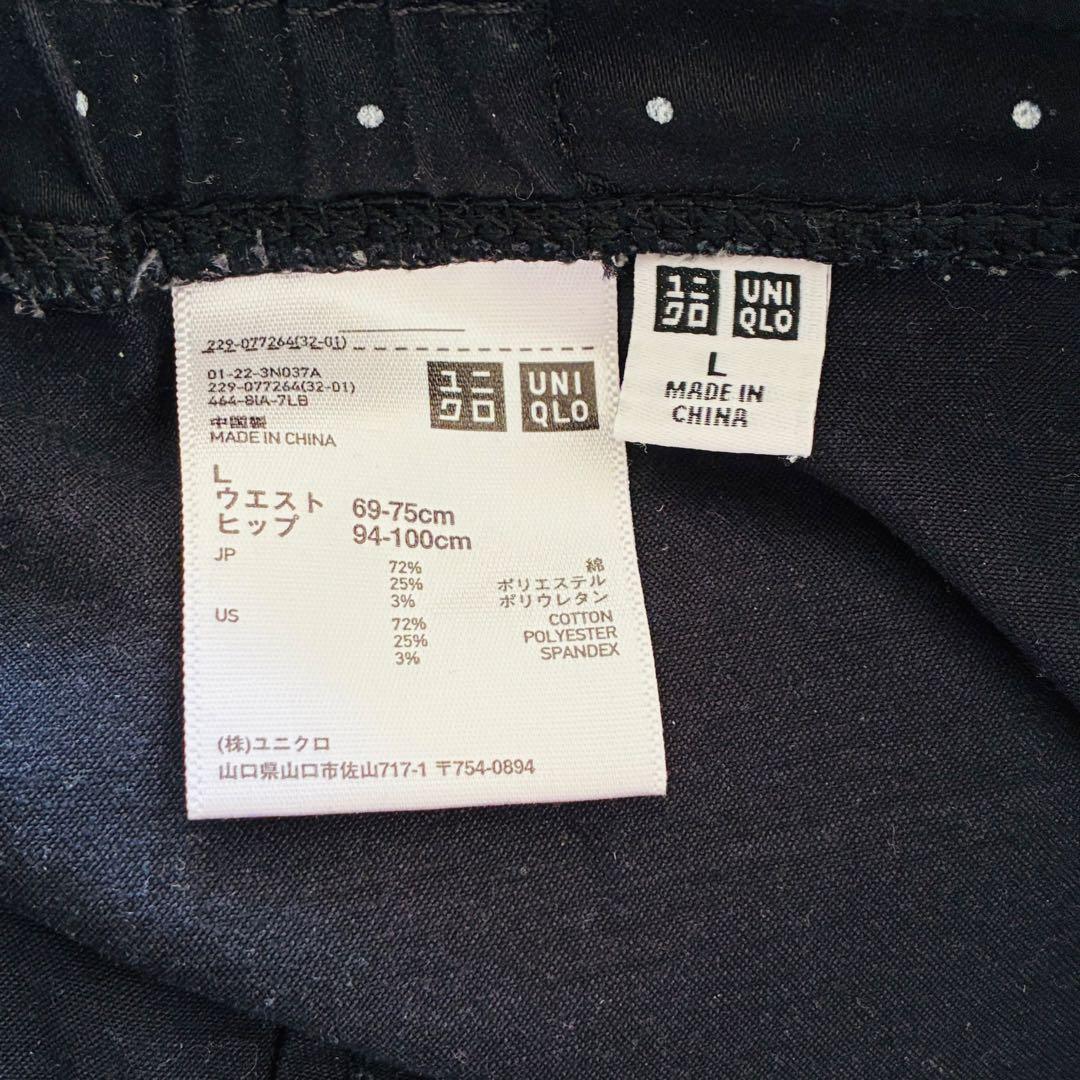 229-077264(32-01)
01-22-3N037A
229-077264(32-01)
464-8IA-7LB
中国製
MADE IN CHINA
ユニクロ
UNIQLO
L
ウエスト 69-75cm
ヒップ 94-100cm
JP
72% 綿
25% ポリエステル
3% ポリウレタン
US
72% COTTON
25% POLYESTER
3% SPANDEX
(株)ユニクロ
山口県山口市佐山717-1 〒754-0894
ユニクロ
UNIQLO
L
MADE IN
CHINA